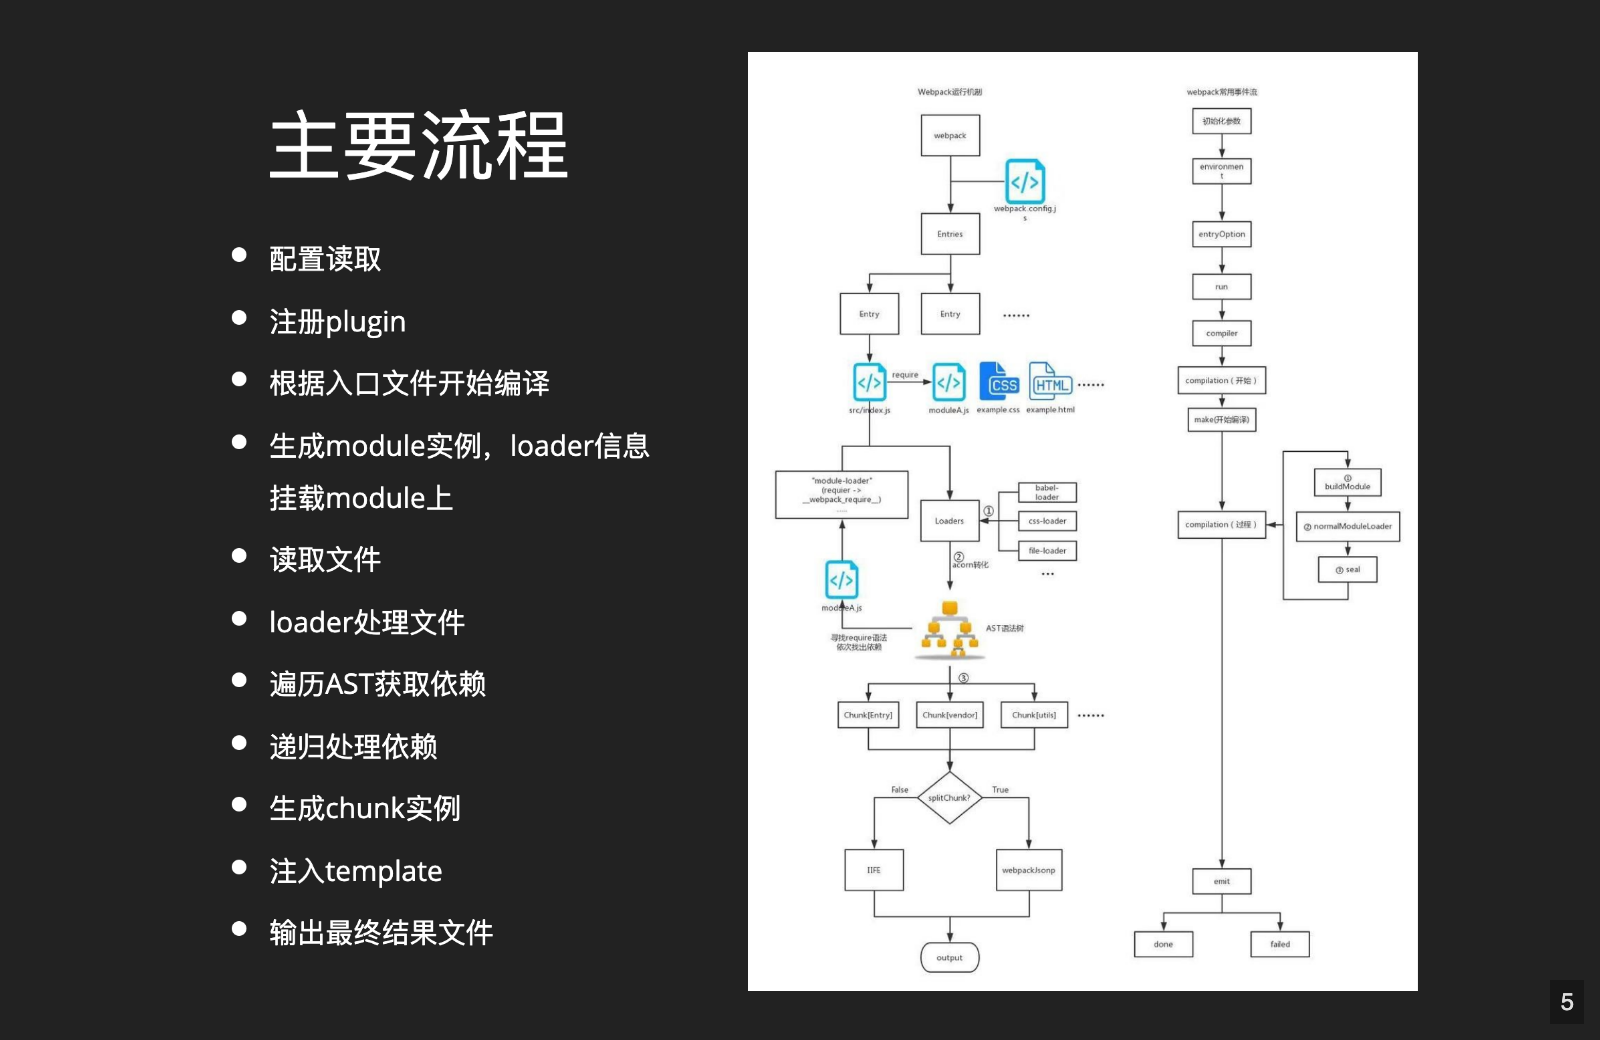 主要流程
配置读取
注册plugin
根据入口文件开始编译
生成module实例，loader信息
挂载module上
读取文件
loader处理文件
遍历AST获取依赖
递归处理依赖
生成chunk实例
注入template
输出最终结果文件
Webpack运行机制
webpack
webpack.config.j
s
Entries
Entry
Entry
......
src/index.js
require
moduleA.js
CSS
example.css
HTML
example.html
......
"module-loader"
(requier ->
__webpack_require__)
....
Loaders
①
babel-
loader
css-loader
file-loader
...
②
acorn转化
moduleA.js
寻找require语法
依次找出依赖
AST语法树
③
Chunk[Entry]
Chunk[vendor]
Chunk[utils]
......
False
splitChunk?
True
IIFE
webpackJsonp
output
webpack常用事件流
初始化参数
environmen
t
entryOption
run
compiler
compilation（开始）
make(开始编译)
compilation（过程）
①
buildModule
② normalModuleLoader
③ seal
emit
done
failed
5